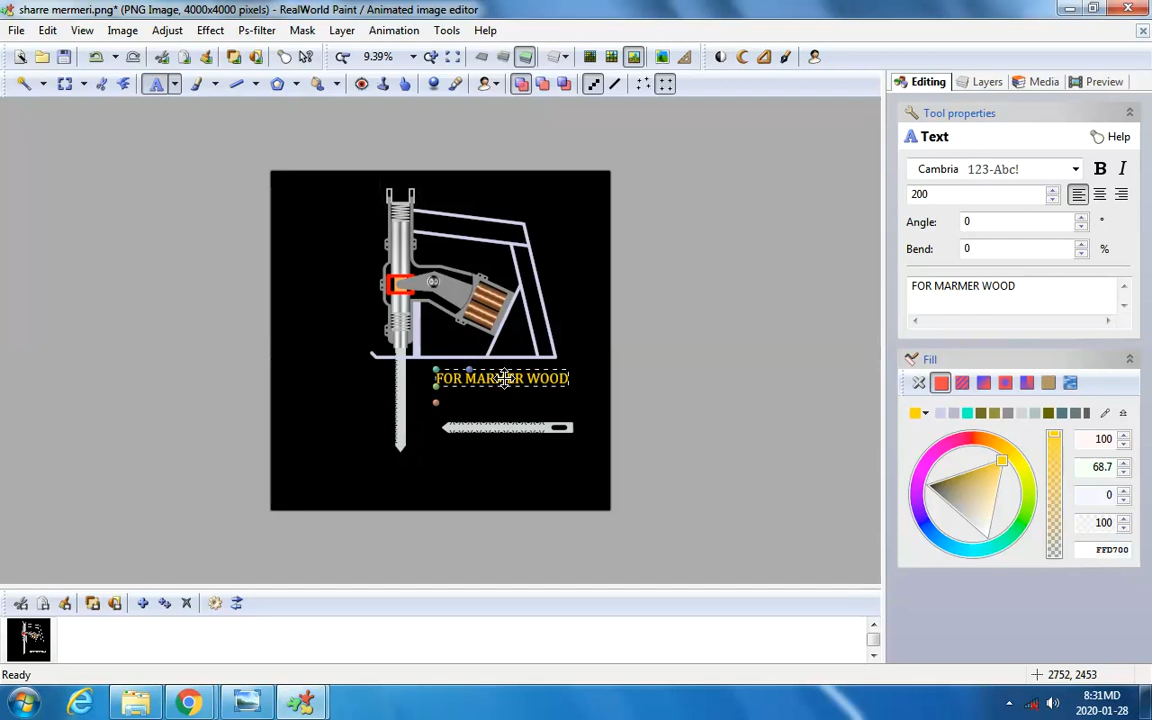 sharre mermeri.png* (PNG Image, 4000x4000 pixels) - RealWorld Paint / Animated image editor
File Edit View Image Adjust Effect Ps-filter Mask Layer Animation Tools Help
9.39%
Editing Layers Media Preview
Tool properties
A Text Help
Cambria 123-Abc! B I
200
Angle: 0 °
Bend: 0 %
FOR MARMER WOOD
Fill
100
68.7
0
100
FFD700
FOR MARMER WOOD
Ready
2752, 2453
8:31MD
2020-01-28